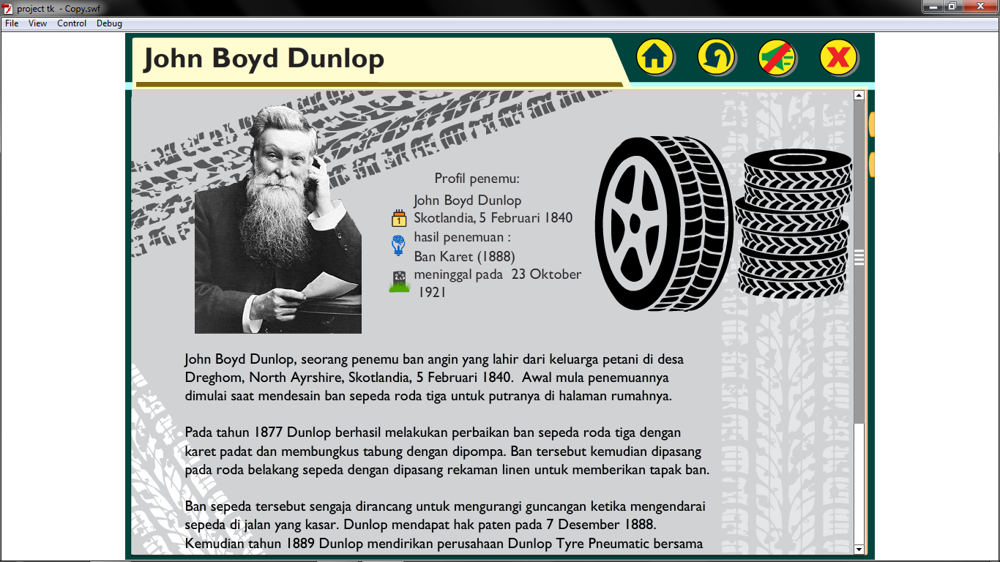 project tk - Copy.swf
File View Control Debug
John Boyd Dunlop
Profil penemu:
John Boyd Dunlop
1
Skotlandia, 5 Februari 1840
hasil penemuan :
Ban Karet (1888)
meninggal pada 23 Oktober
1921
John Boyd Dunlop, seorang penemu ban angin yang lahir dari keluarga petani di desa
Dreghom, North Ayrshire, Skotlandia, 5 Februari 1840. Awal mula penemuannya
dimulai saat mendesain ban sepeda roda tiga untuk putranya di halaman rumahnya.
Pada tahun 1877 Dunlop berhasil melakukan perbaikan ban sepeda roda tiga dengan
karet padat dan membungkus tabung dengan dipompa. Ban tersebut kemudian dipasang
pada roda belakang sepeda dengan dipasang rekaman linen untuk memberikan tapak ban.
Ban sepeda tersebut sengaja dirancang untuk mengurangi guncangan ketika mengendarai
sepeda di jalan yang kasar. Dunlop mendapat hak paten pada 7 Desember 1888.
Kemudian tahun 1889 Dunlop mendirikan perusahaan Dunlop Tyre Pneumatic bersama